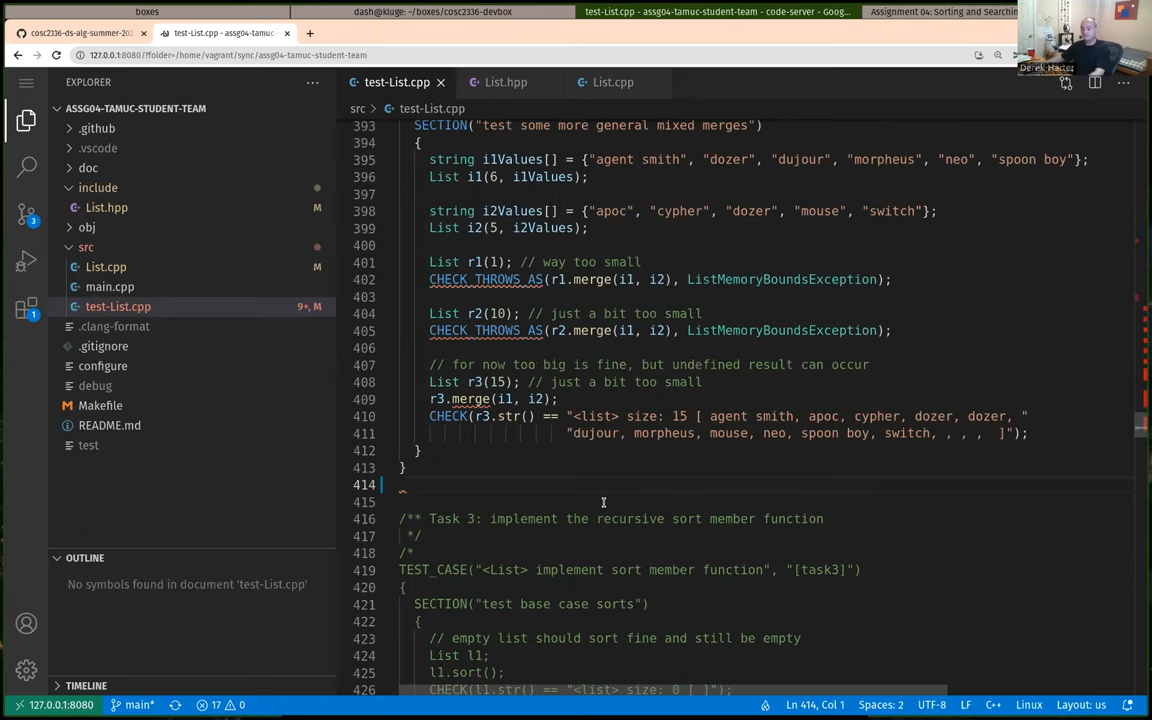 boxes
dash@kluge: ~/boxes/cosc2336-devbox
test-List.cpp - assg04-tamuc-student-team - code-server - Goog...
Assignment 04: Sorting and Searching
cosc2336-ds-alg-summer-202
test-List.cpp - assg04-tamuc-
127.0.0.1:8080/?folder=/home/vagrant/sync/assg04-tamuc-student-team
Derek Harter
EXPLORER
test-List.cpp
List.hpp
List.cpp
ASSG04-TAMUC-STUDENT-TEAM
src > test-List.cpp
.github
.vscode
doc
include
List.hpp M
obj
src
List.cpp M
main.cpp
test-List.cpp 9+, M
.clang-format
.gitignore
configure
debug
Makefile
README.md
test
OUTLINE
No symbols found in document 'test-List.cpp'
TIMELINE
3
1
393 SECTION("test some more general mixed merges")
394 {
395 string i1Values[] = {"agent smith", "dozer", "dujour", "morpheus", "neo", "spoon boy"};
396 List i1(6, i1Values);
397
398 string i2Values[] = {"apoc", "cypher", "dozer", "mouse", "switch"};
399 List i2(5, i2Values);
400
401 List r1(1); // way too small
402 CHECK_THROWS_AS(r1.merge(i1, i2), ListMemoryBoundsException);
403
404 List r2(10); // just a bit too small
405 CHECK_THROWS_AS(r2.merge(i1, i2), ListMemoryBoundsException);
406
407 // for now too big is fine, but undefined result can occur
408 List r3(15); // just a bit too small
409 r3.merge(i1, i2);
410 CHECK(r3.str() == "<list> size: 15 [ agent smith, apoc, cypher, dozer, dozer, "
411 "dujour, morpheus, mouse, neo, spoon boy, switch, , , ,  ]");
412 }
413 }
414
415
416 /** Task 3: implement the recursive sort member function
417 */
418 /*
419 TEST_CASE("<List> implement sort member function", "[task3]")
420 {
421 SECTION("test base case sorts")
422 {
423 // empty list should sort fine and still be empty
424 List l1;
425 l1.sort();
426 CHECK(l1.str() == "<list> size: 0 [ ]");
127.0.0.1:8080
main*
17 0
Ln 414, Col 1
Spaces: 2
UTF-8
LF
C++
Linux
Layout: us